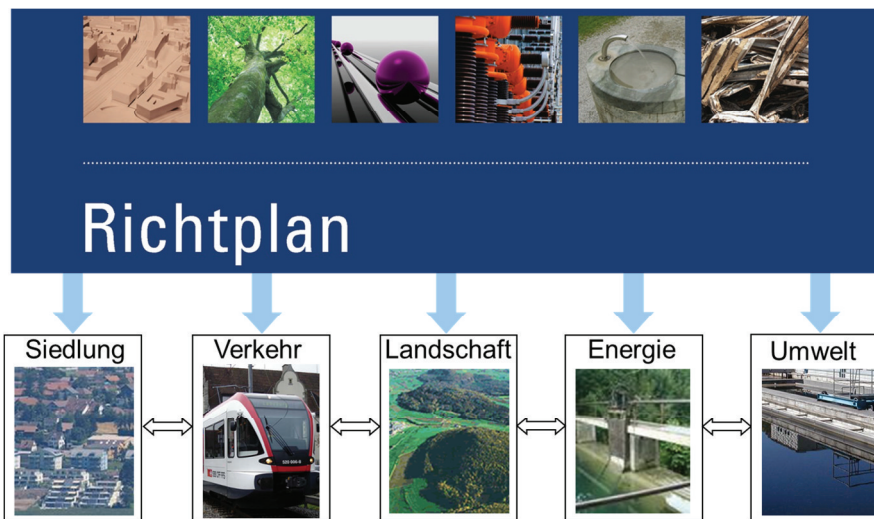 Richtplan
Siedlung
Verkehr
Landschaft
Energie
Umwelt